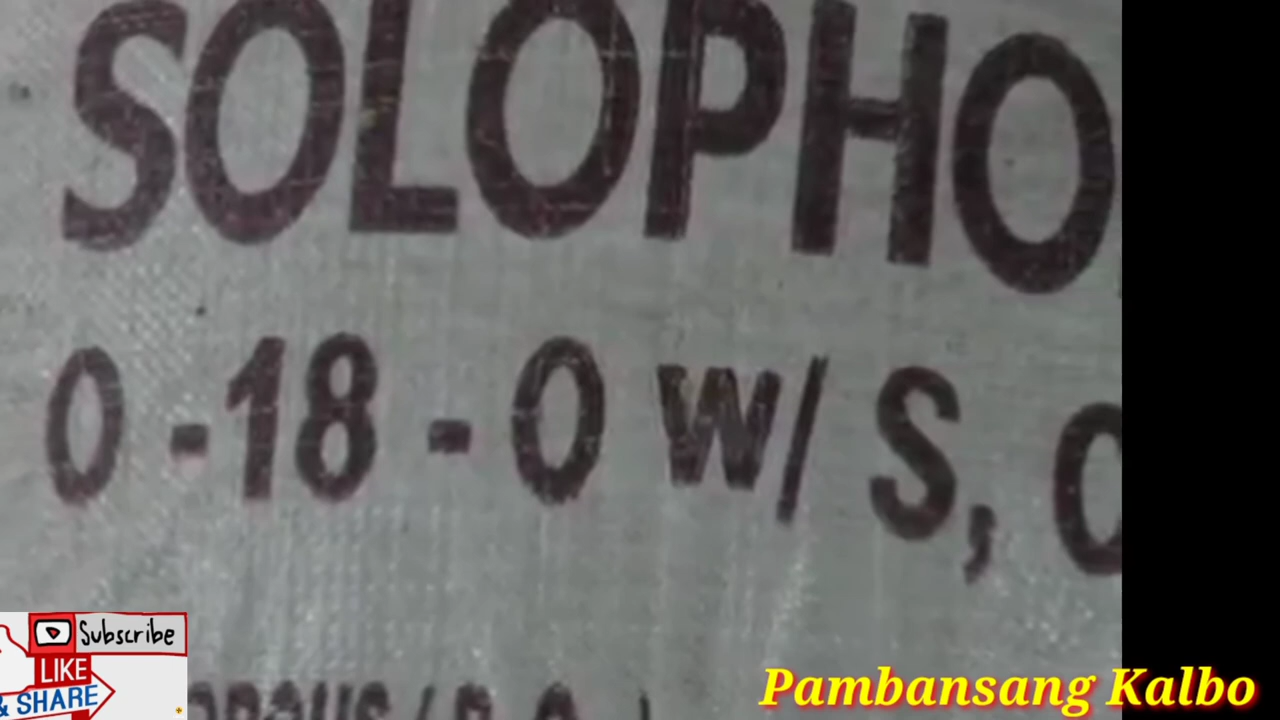 SOLOPHO
0-18-0 W/ S, C
Subscribe
LIKE
& SHARE
Pambansang Kalbo